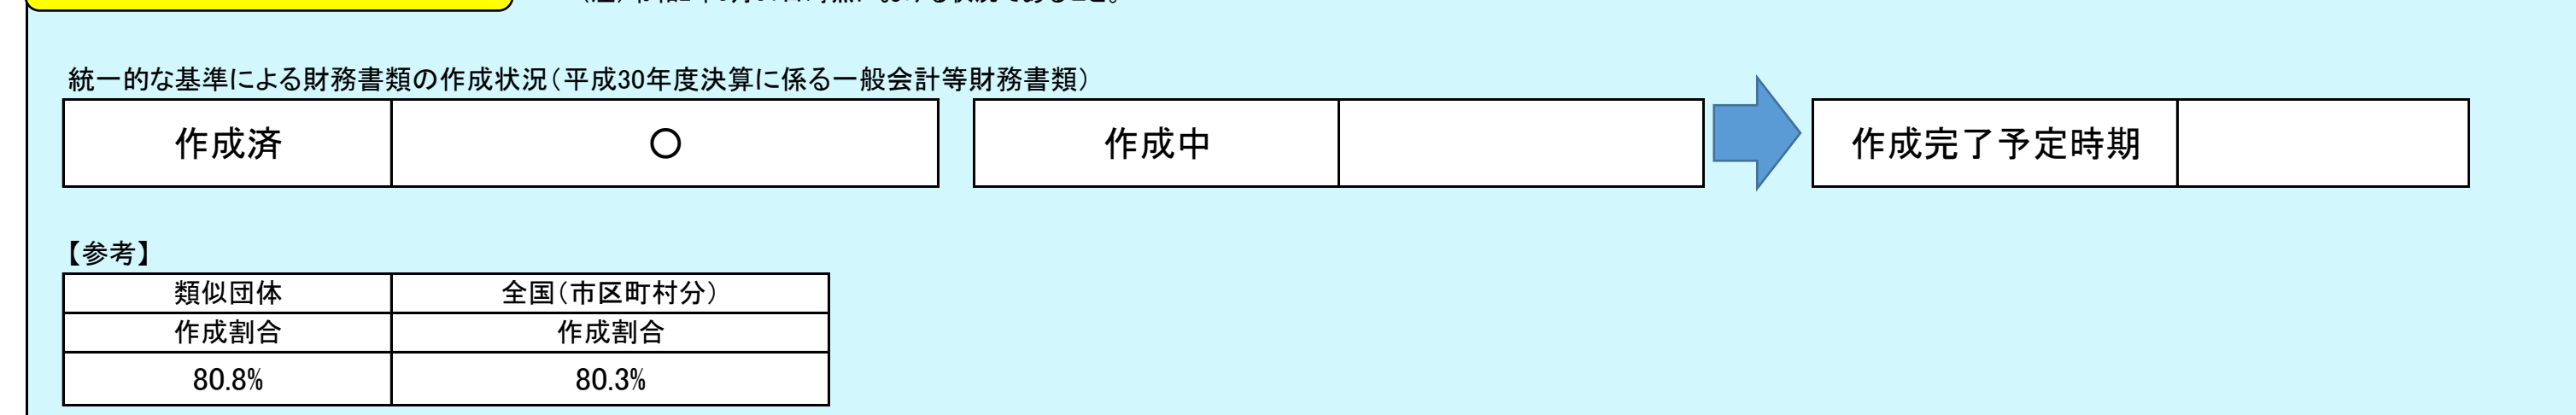 統一的な基準による財務書類の作成状況(平成30年度決算に係る一般会計等財務書類)
作成済 〇 作成中 作成完了予定時期
【参考】
類似団体 全国(市区町村分)
作成割合 作成割合
80.8% 80.3%